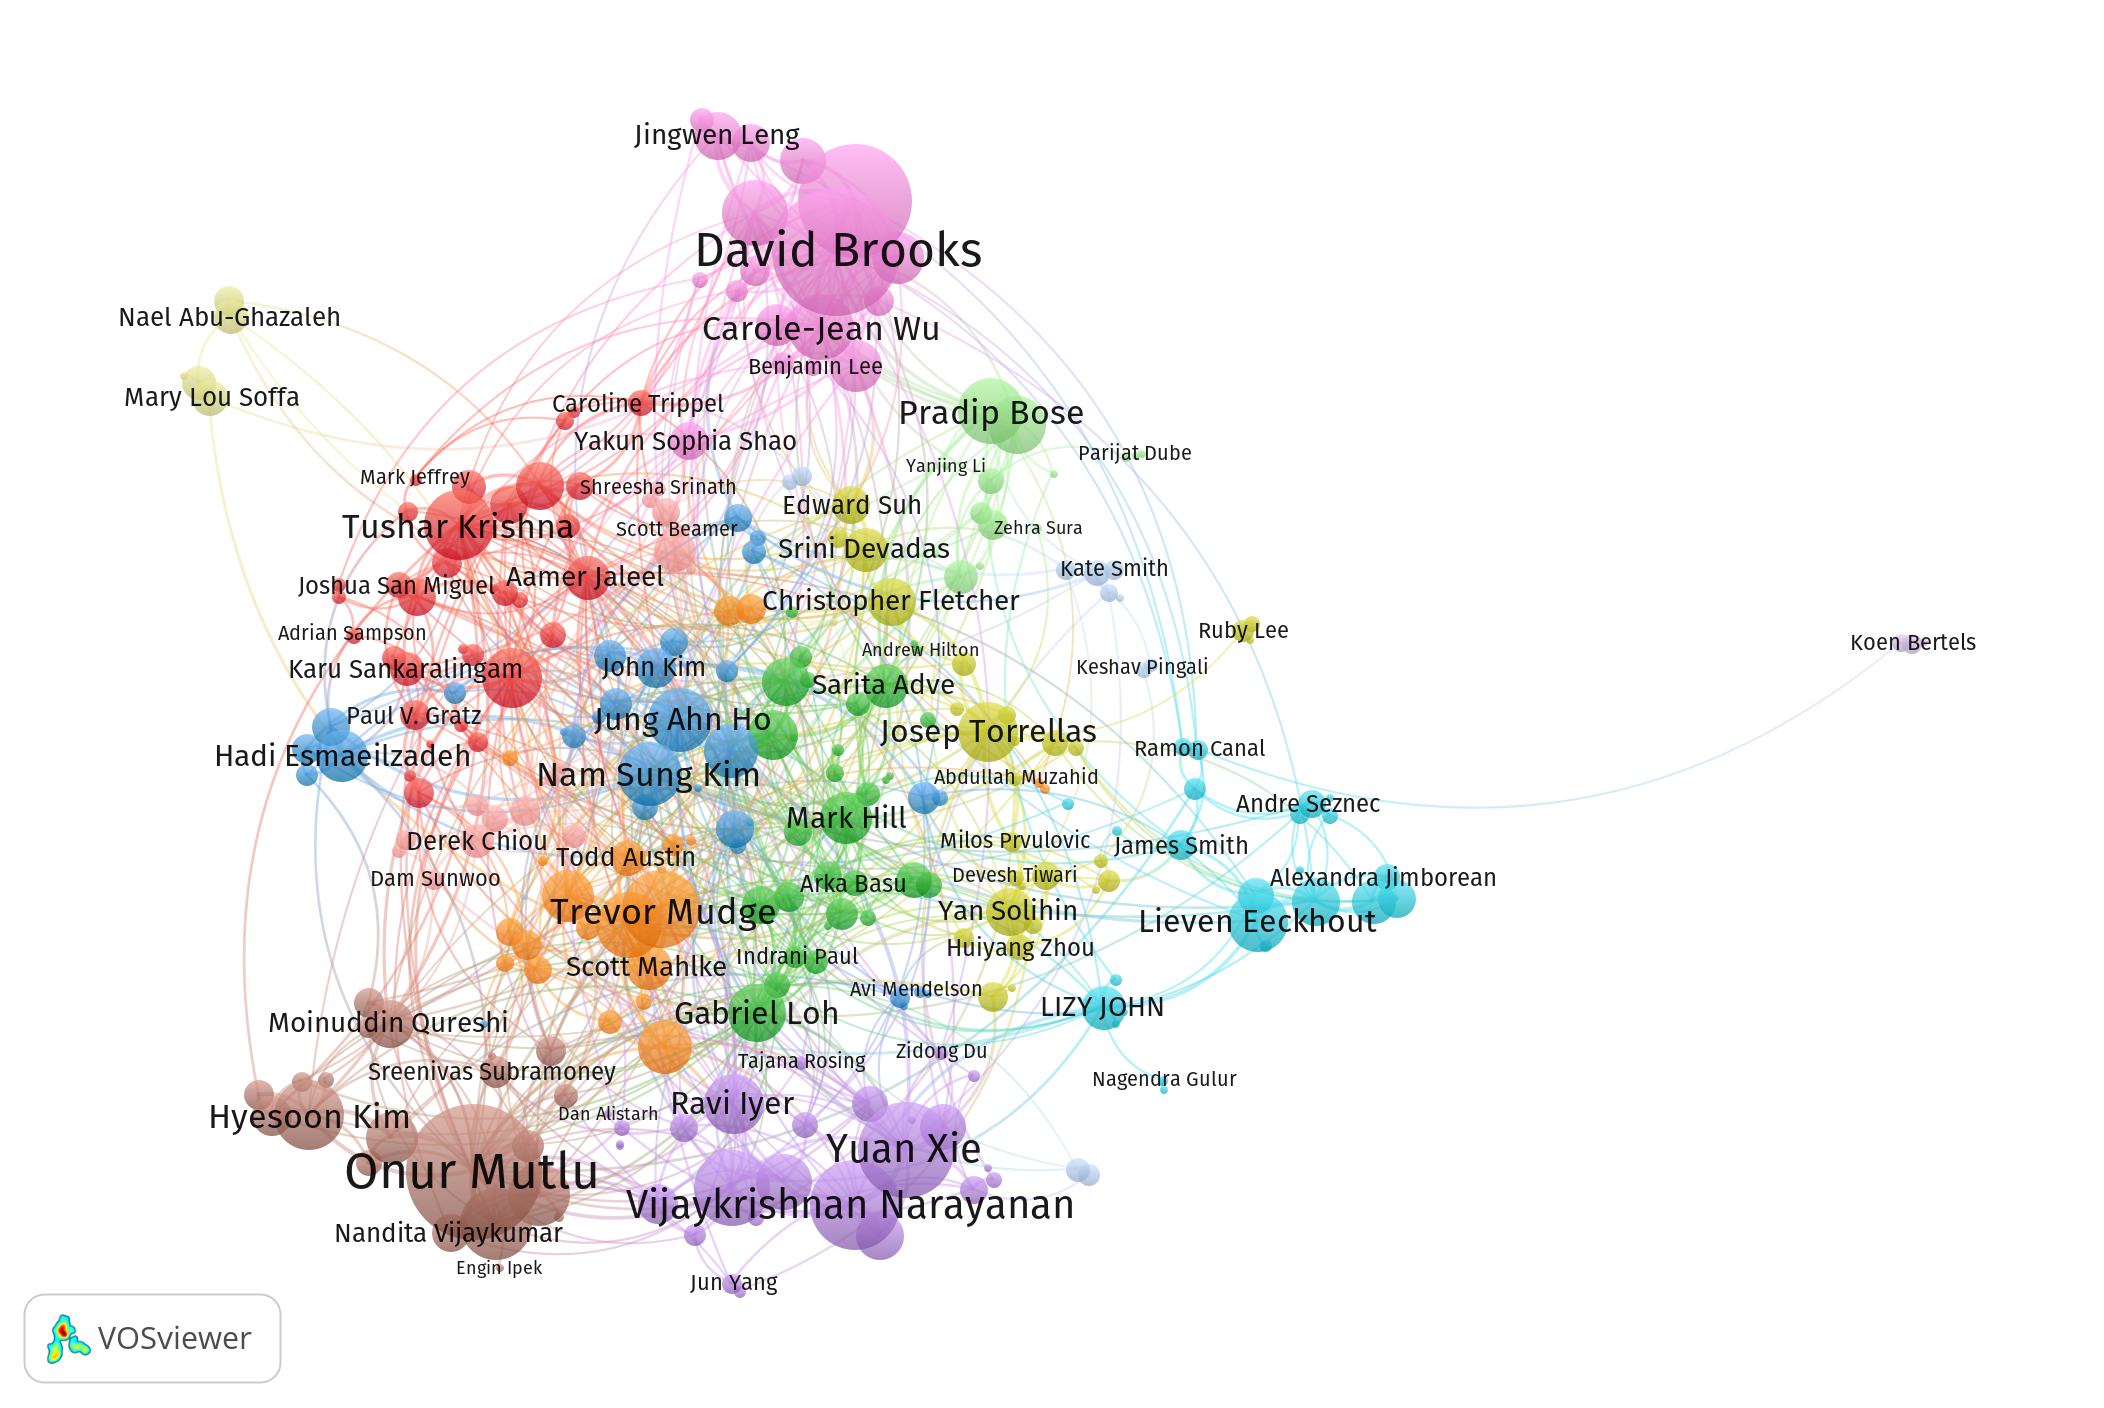 Jingwen Leng
David Brooks
Nael Abu-Ghazaleh
Carole-Jean Wu
Benjamin Lee
Mary Lou Soffa
Caroline Trippel
Pradip Bose
Yakun Sophia Shao
Parijat Dube
Yanjing Li
Mark Jeffrey
Shreesha Srinath
Edward Suh
Tushar Krishna
Scott Beamer
Zehra Sura
Srini Devadas
Kate Smith
Aamer Jaleel
Joshua San Miguel
Christopher Fletcher
Adrian Sampson
Ruby Lee
Koen Bertels
Andrew Hilton
Karu Sankaralingam
John Kim
Keshav Pingali
Sarita Adve
Paul V. Gratz
Jung Ahn Ho
Josep Torrellas
Ramon Canal
Hadi Esmaeilzadeh
Nam Sung Kim
Abdullah Muzahid
Andre Seznec
Mark Hill
Derek Chiou
Milos Prvulovic
James Smith
Todd Austin
Dam Sunwoo
Arka Basu
Devesh Tiwari
Alexandra Jimborean
Trevor Mudge
Yan Solihin
Lieven Eeckhout
Huiyang Zhou
Indrani Paul
Scott Mahlke
Avi Mendelson
LIZY JOHN
Gabriel Loh
Moinuddin Qureshi
Zidong Du
Tajana Rosing
Sreenivas Subramoney
Nagendra Gulur
Ravi Iyer
Dan Alistarh
Hyesoon Kim
Yuan Xie
Onur Mutlu
Vijaykrishnan Narayanan
Nandita Vijaykumar
Engin Ipek
Jun Yang
VOSviewer